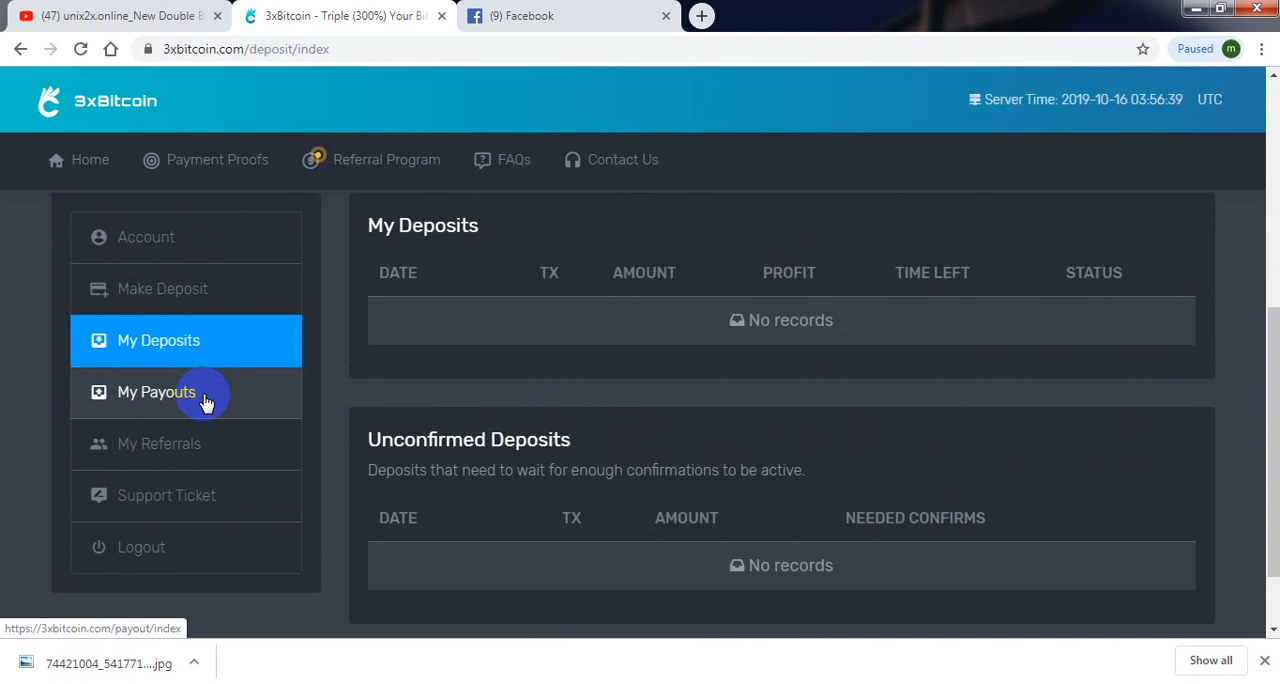 (47) unix2x.online_New Double B
3xBitcoin - Triple (300%) Your Bit
(9) Facebook
3xbitcoin.com/deposit/index
Paused
m
3xBitcoin
Server Time: 2019-10-16 03:56:39 UTC
Home
Payment Proofs
Referral Program
FAQs
Contact Us
Account
Make Deposit
My Deposits
My Payouts
My Referrals
Support Ticket
Logout
My Deposits
DATE TX AMOUNT PROFIT TIME LEFT STATUS
No records
Unconfirmed Deposits
Deposits that need to wait for enough confirmations to be active.
DATE TX AMOUNT NEEDED CONFIRMS
No records
https://3xbitcoin.com/payout/index
74421004_541771....jpg
Show all